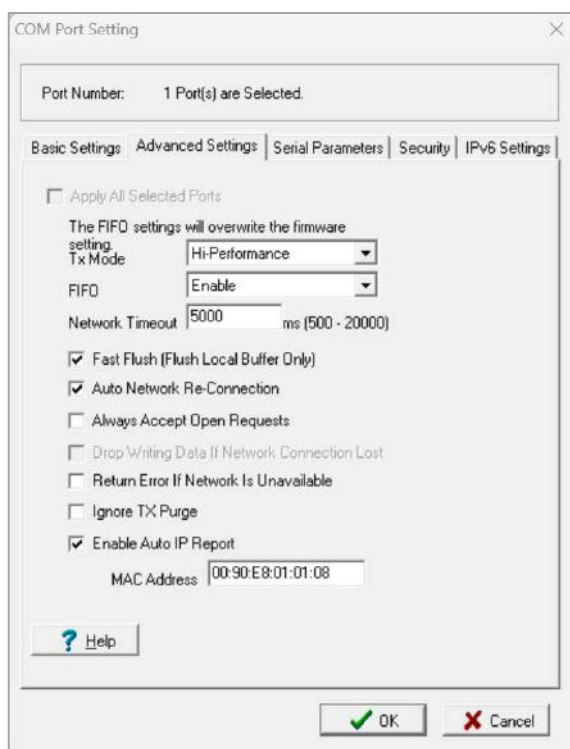 COM Port Setting
Port Number: 1 Port(s) are Selected.
Basic Settings Advanced Settings Serial Parameters Security IPv6 Settings
Apply All Selected Ports
The FIFO settings will overwrite the firmware
setting.
Tx Mode Hi-Performance
FIFO Enable
Network Timeout 5000 ms (500 - 20000)
Fast Flush (Flush Local Buffer Only)
Auto Network Re-Connection
Always Accept Open Requests
Drop Writing Data If Network Connection Lost
Return Error If Network Is Unavailable
Ignore TX Purge
Enable Auto IP Report
MAC Address 00:90:E8:01:01:08
? Help
OK Cancel